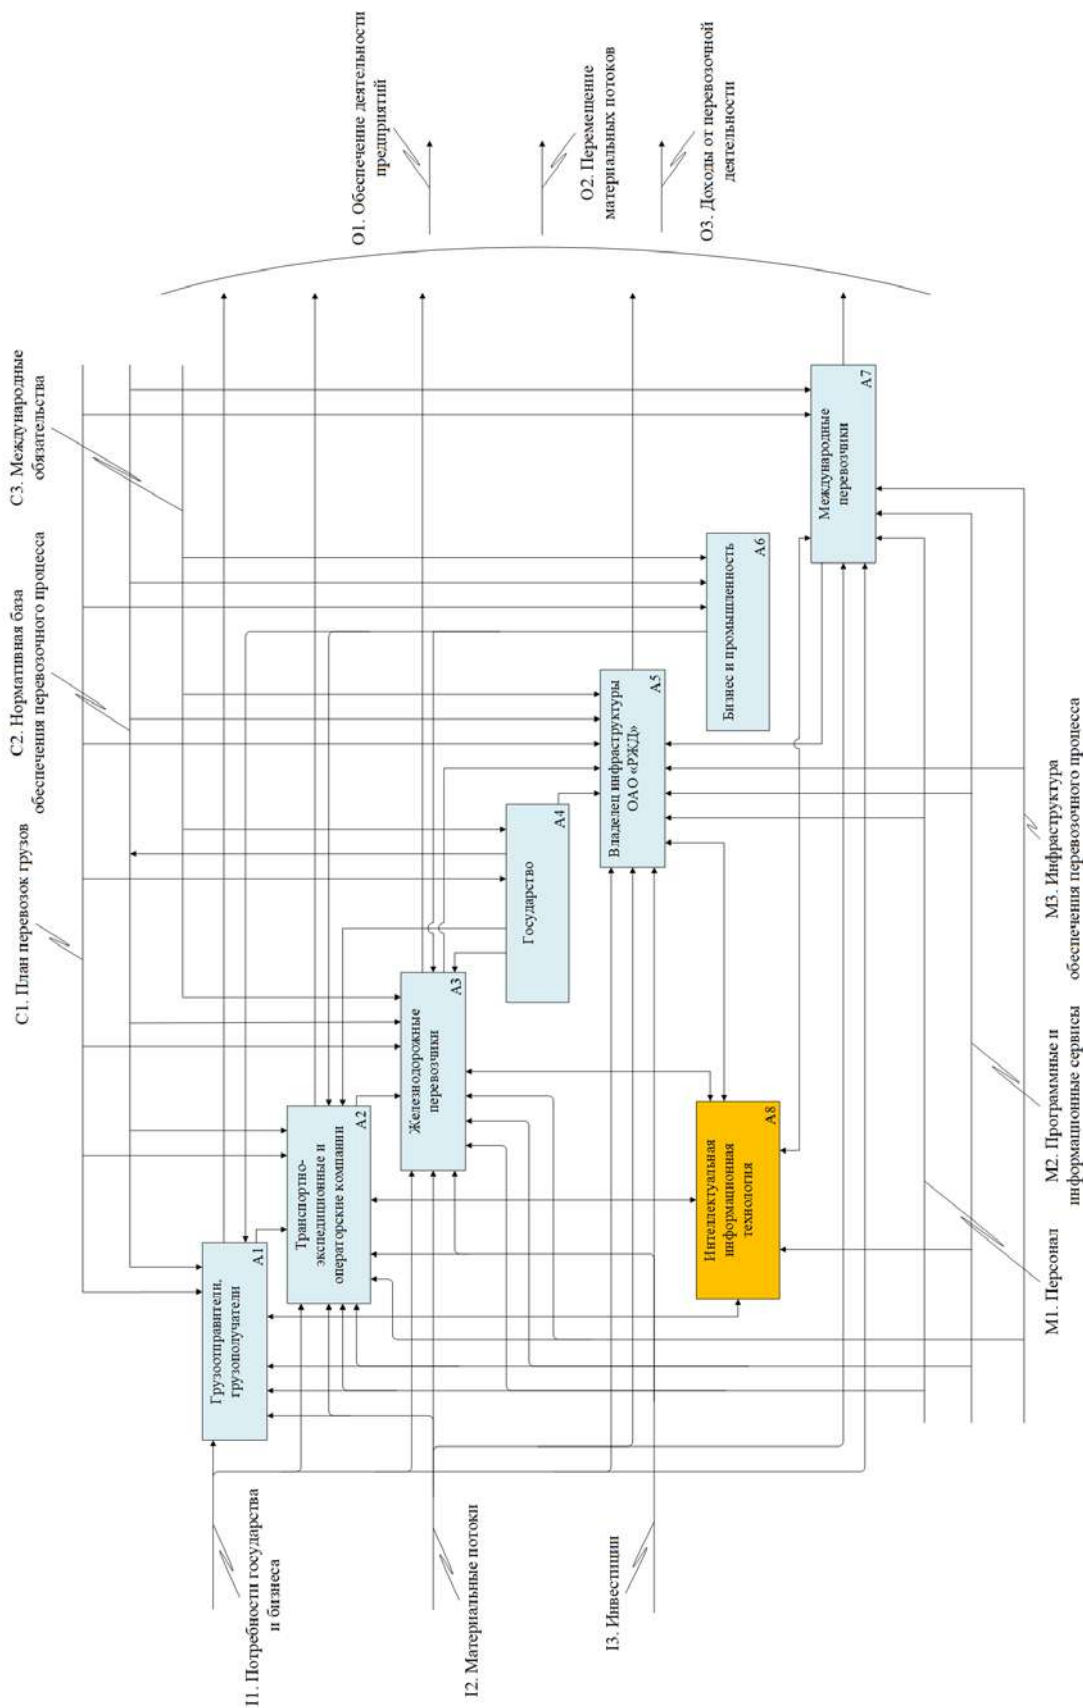 С1. План перевозок грузов
С2. Нормативная база
обеспечения перевозочного процесса
С3. Международные
обязательства
I1. Потребности государства
и бизнеса
I2. Материальные потоки
I3. Инвестиции
Грузоотправители,
грузополучатели
А1
Транспортно-
экспедиционные и
операторские компании
А2
Железнодорожные
перевозчики
А3
Государство
А4
Владелец инфраструктуры
ОАО «РЖД»
А5
Бизнес и промышленность
А6
Международные
перевозчики
А7
Интеллектуальная
информационная
технология
А8
О1. Обеспечение деятельности
предприятий
О2. Перемещение
материальных потоков
О3. Доходы от перевозочной
деятельности
М1. Персонал
М2. Программные и
информационные сервисы
М3. Инфраструктура
обеспечения перевозочного процесса